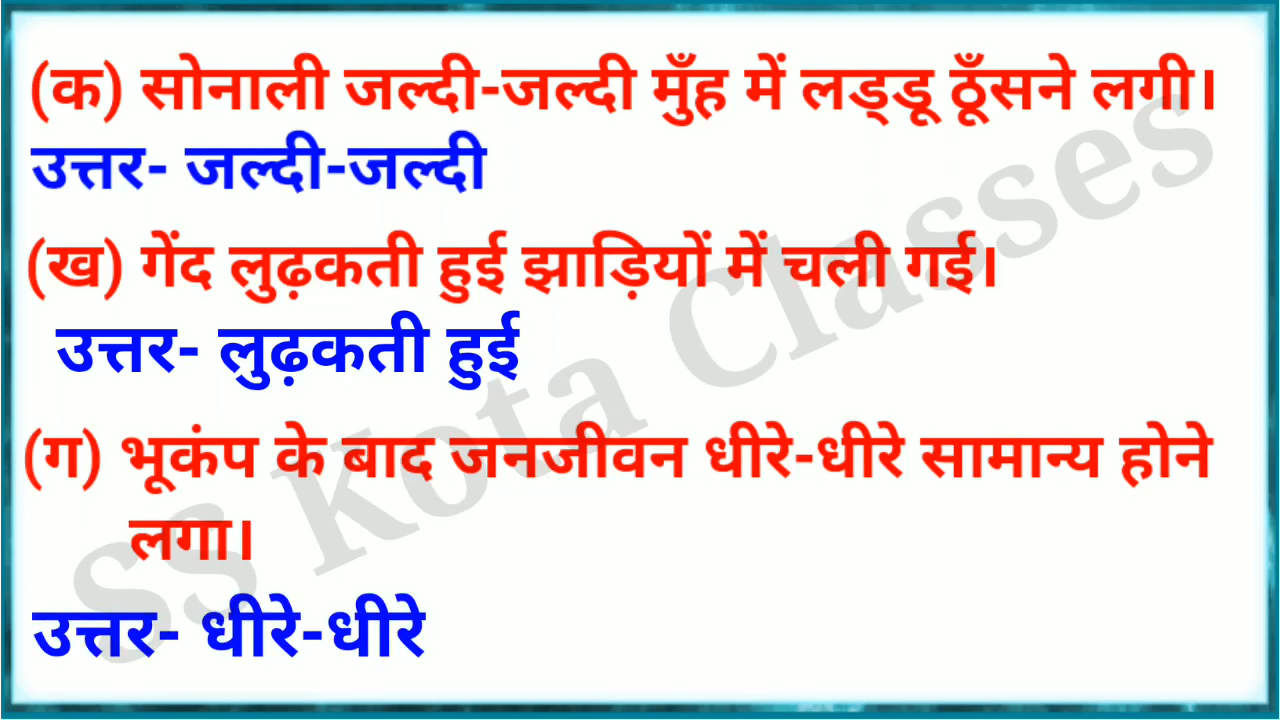 (क) सोनाली जल्दी-जल्दी मुँह में लड्डू ठूँसने लगी।
उत्तर- जल्दी-जल्दी
(ख) गेंद लुढ़कती हुई झाड़ियों में चली गई।
उत्तर- लुढ़कती हुई
(ग) भूकंप के बाद जनजीवन धीरे-धीरे सामान्य होने
लगा।
उत्तर- धीरे-धीरे
SS Kota Classes